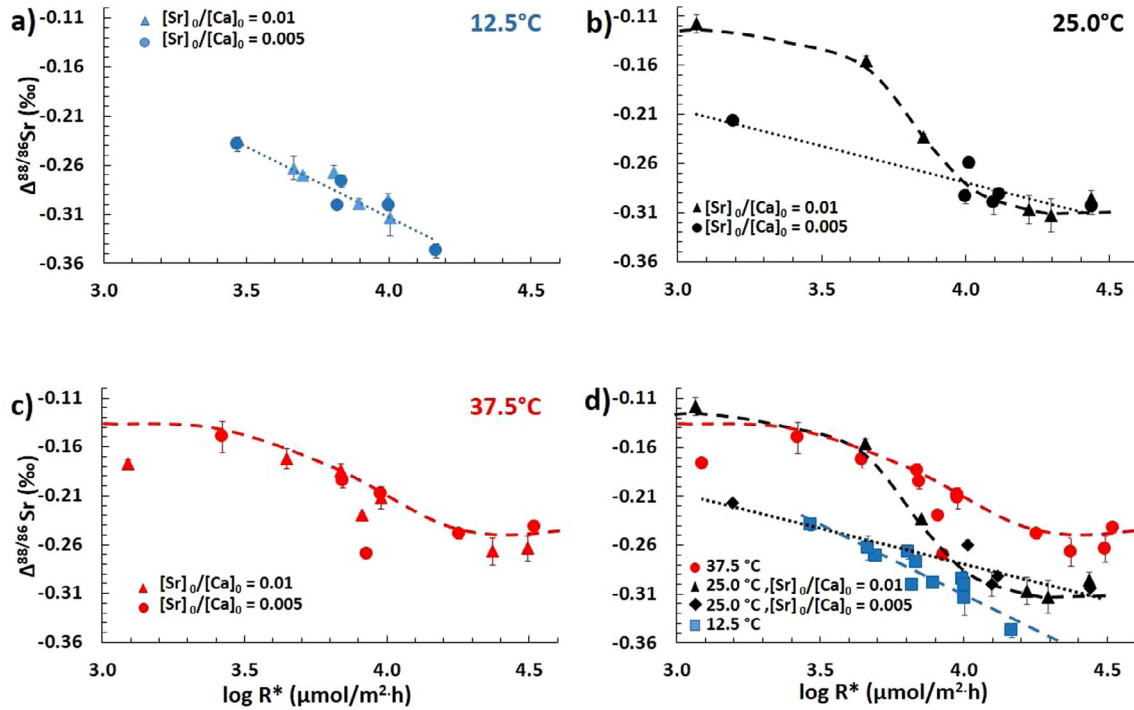 a)
[Sr]₀/[Ca]₀ = 0.01
[Sr]₀/[Ca]₀ = 0.005
12.5°C
-0.11
-0.16
-0.21
-0.26
-0.31
-0.36
Δ⁸⁸/⁸⁶Sr (‰)
3.0 3.5 4.0 4.5
b)
25.0°C
-0.11
-0.16
-0.21
-0.26
-0.31
-0.36
[Sr]₀/[Ca]₀ = 0.01
[Sr]₀/[Ca]₀ = 0.005
3.0 3.5 4.0 4.5
c)
37.5°C
-0.11
-0.16
-0.21
-0.26
-0.31
-0.36
Δ⁸⁸/⁸⁶ Sr (‰)
[Sr]₀/[Ca]₀ = 0.01
[Sr]₀/[Ca]₀ = 0.005
3.0 3.5 4.0 4.5
log R* (μmol/m²·h)
d)
-0.11
-0.16
-0.21
-0.26
-0.31
-0.36
37.5 °C
25.0 °C ,[Sr]₀/[Ca]₀ = 0.01
25.0 °C ,[Sr]₀/[Ca]₀ = 0.005
12.5 °C
3.0 3.5 4.0 4.5
log R* (μmol/m²·h)